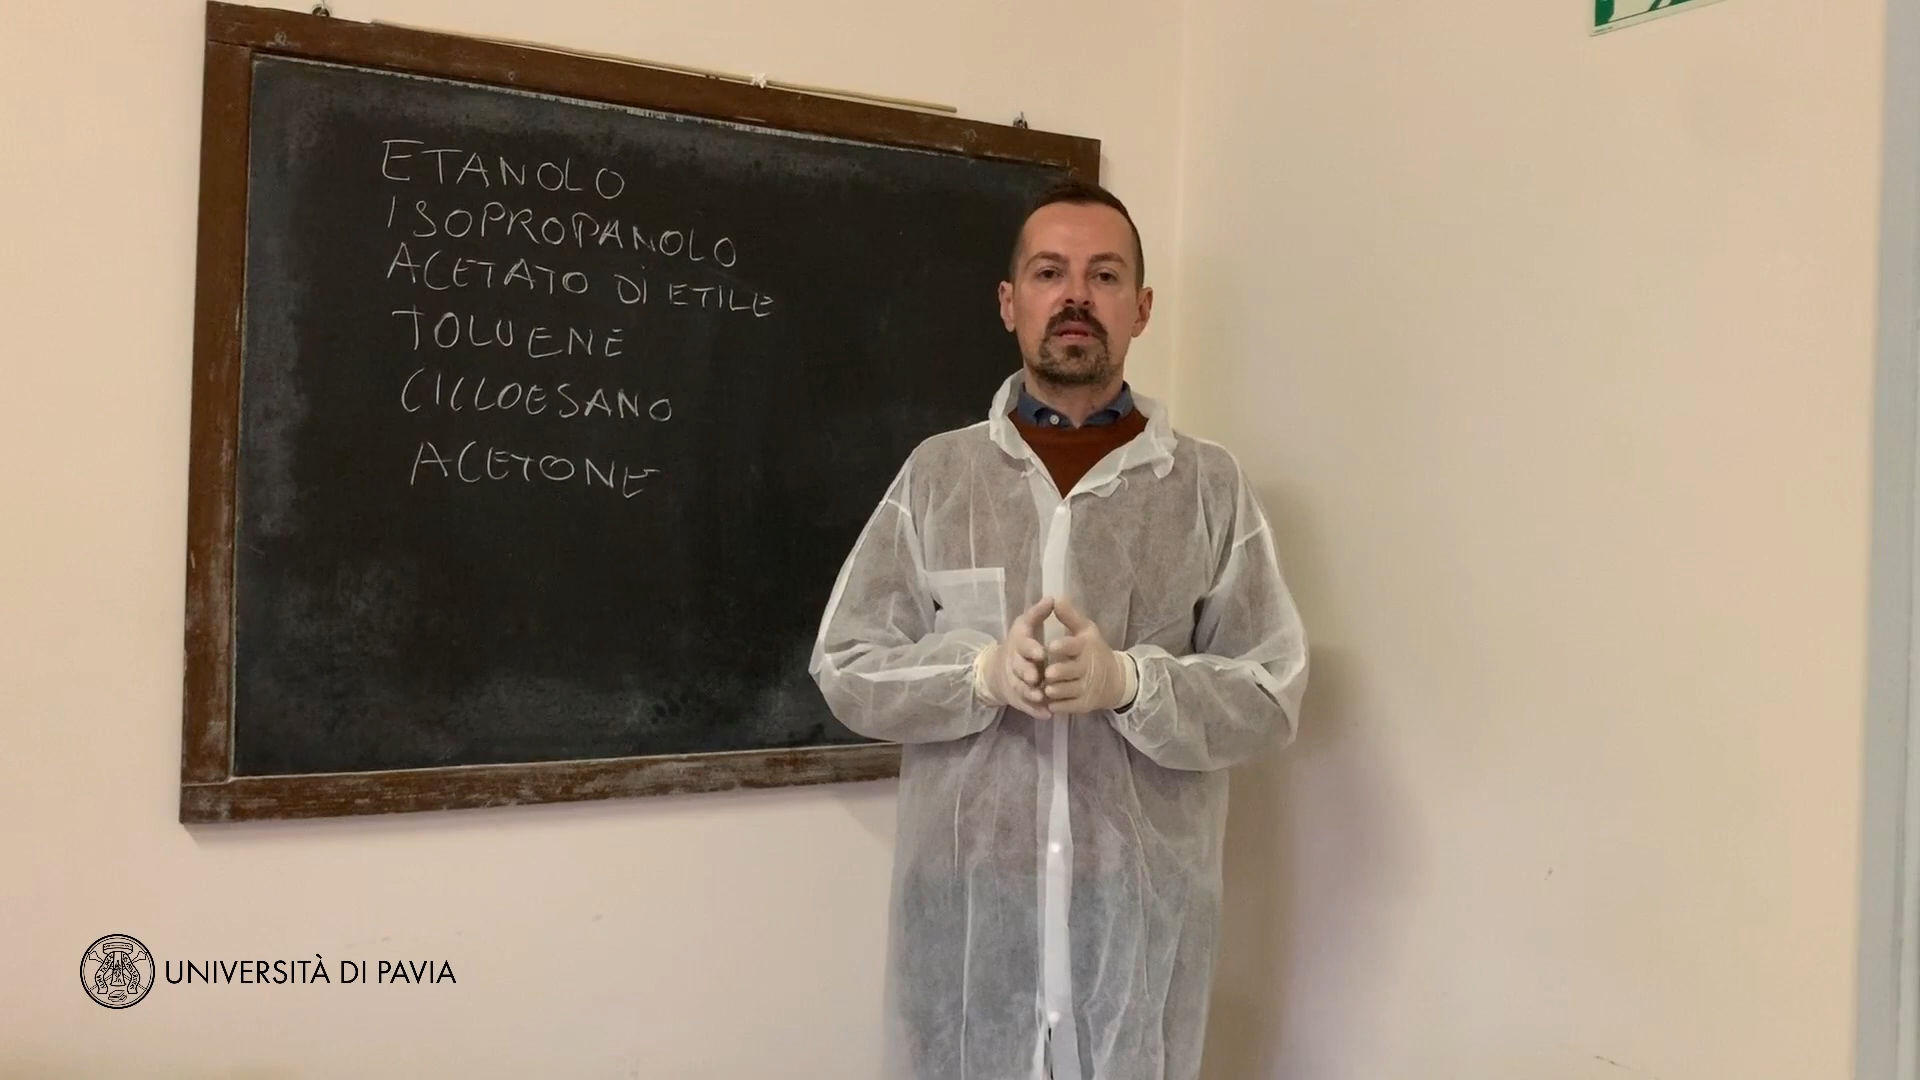 ETANOLO
ISOPROPANOLO
ACETATO DI ETILE
TOLUENE
CICLOESANO
ACETONE
UNIVERSITÀ DI PAVIA